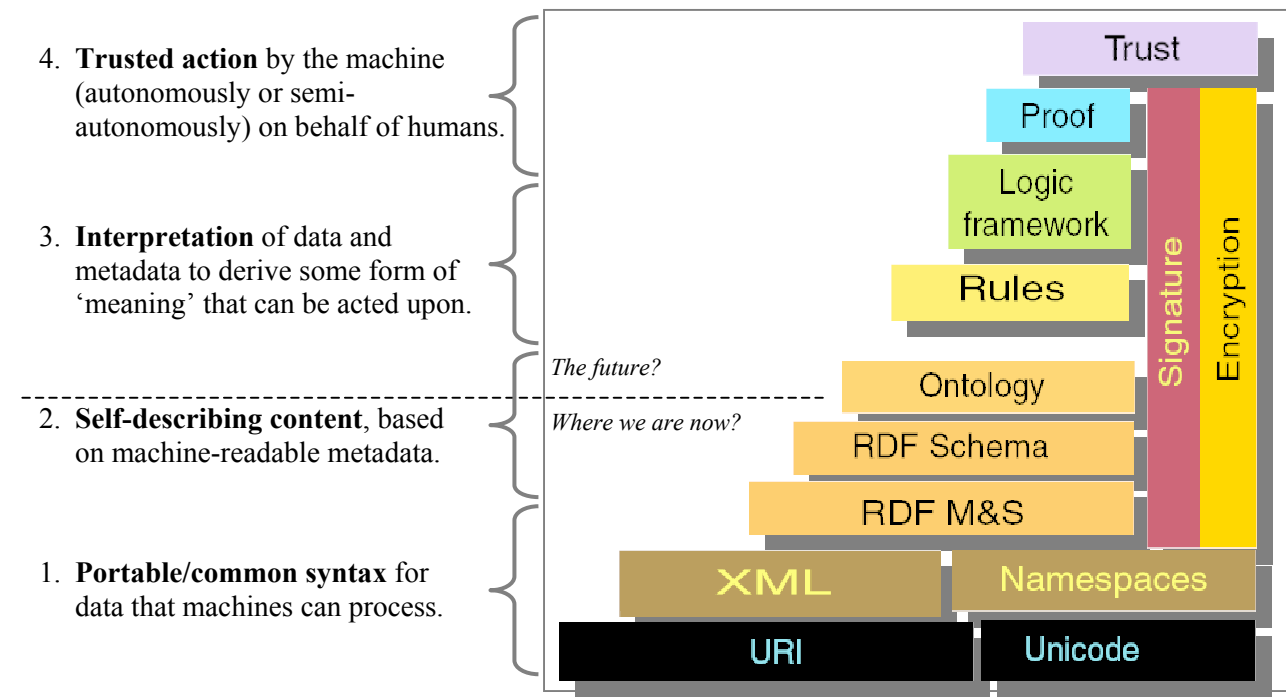 4. Trusted action by the machine
(autonomously or semi-
autonomously) on behalf of humans.
3. Interpretation of data and
metadata to derive some form of
‘meaning’ that can be acted upon.
2. Self-describing content, based
on machine-readable metadata.
1. Portable/common syntax for
data that machines can process.
The future?
Where we are now?
Trust
Proof
Logic
framework
Rules
Ontology
RDF Schema
RDF M&S
Signature
Encryption
XML
Namespaces
URI
Unicode